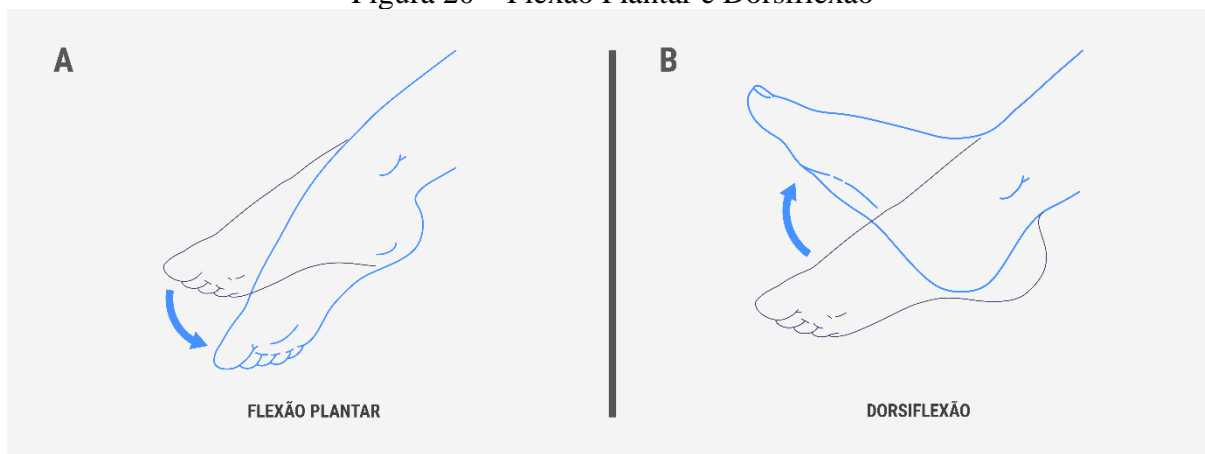 Figura 20 – Flexão Plantar e Dorsiflexão
A
B
FLEXÃO PLANTAR
DORSIFLEXÃO